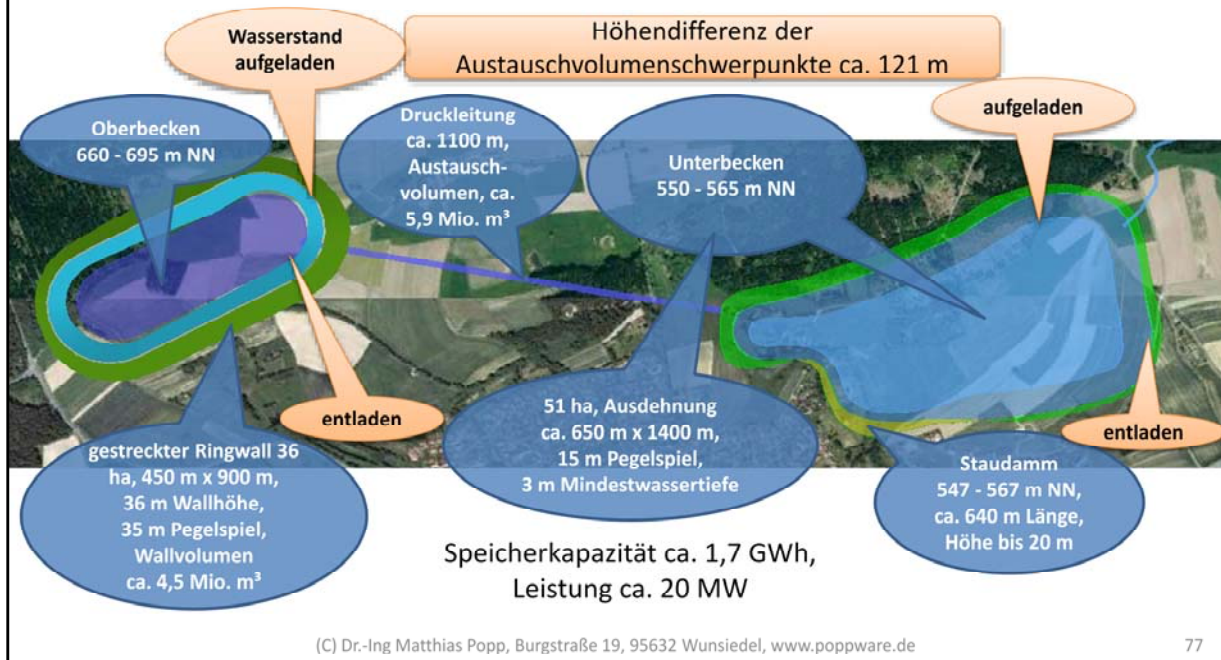 Wasserstand
aufgeladen
Höhendifferenz der
Austauschvolumenschwerpunkte ca. 121 m
Oberbecken
660 - 695 m NN
Druckleitung
ca. 1100 m,
Austausch-
volumen, ca.
5,9 Mio. m³
Unterbecken
550 - 565 m NN
aufgeladen
entladen
gestreckter Ringwall 36
ha, 450 m x 900 m,
36 m Wallhöhe,
35 m Pegelspiel,
Wallvolumen
ca. 4,5 Mio. m³
51 ha, Ausdehnung
ca. 650 m x 1400 m,
15 m Pegelspiel,
3 m Mindestwassertiefe
entladen
Staudamm
547 - 567 m NN,
ca. 640 m Länge,
Höhe bis 20 m
Speicherkapazität ca. 1,7 GWh,
Leistung ca. 20 MW
(C) Dr.-Ing Matthias Popp, Burgstraße 19, 95632 Wunsiedel, www.poppware.de
77